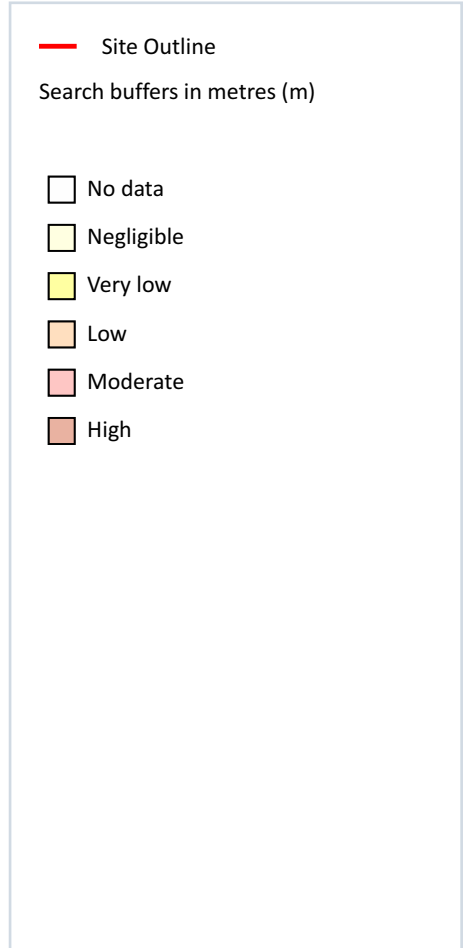 Site Outline
Search buffers in metres (m)
No data
Negligible
Very low
Low
Moderate
High